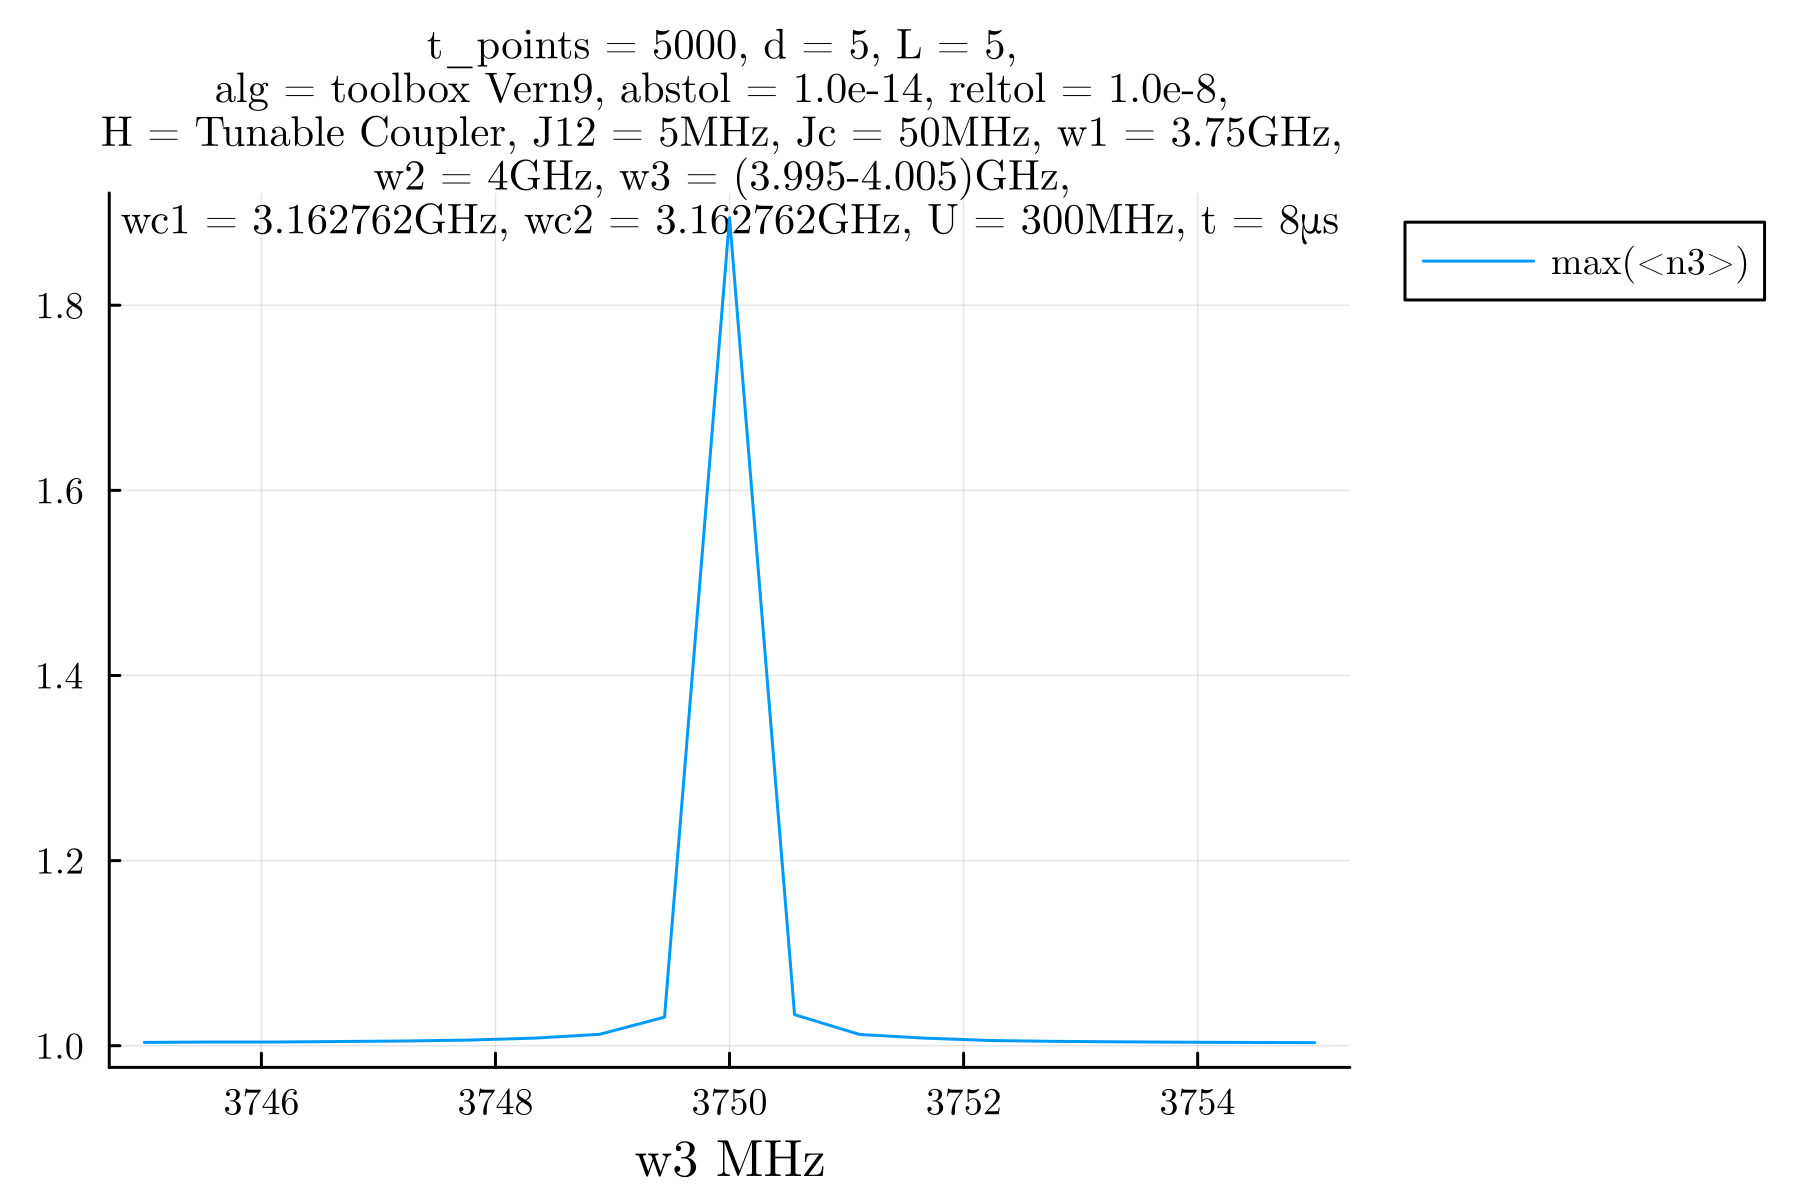 t_points = 5000, d = 5, L = 5,
alg = toolbox Vern9, abstol = 1.0e-14, reltol = 1.0e-8,
H = Tunable Coupler, J12 = 5MHz, Jc = 50MHz, w1 = 3.75GHz,
w2 = 4GHz, w3 = (3.995-4.005)GHz,
wc1 = 3.162762GHz, wc2 = 3.162762GHz, U = 300MHz, t = 8μs
max(<n3>)
1.8
1.6
1.4
1.2
1.0
3746 3748 3750 3752 3754
w3 MHz